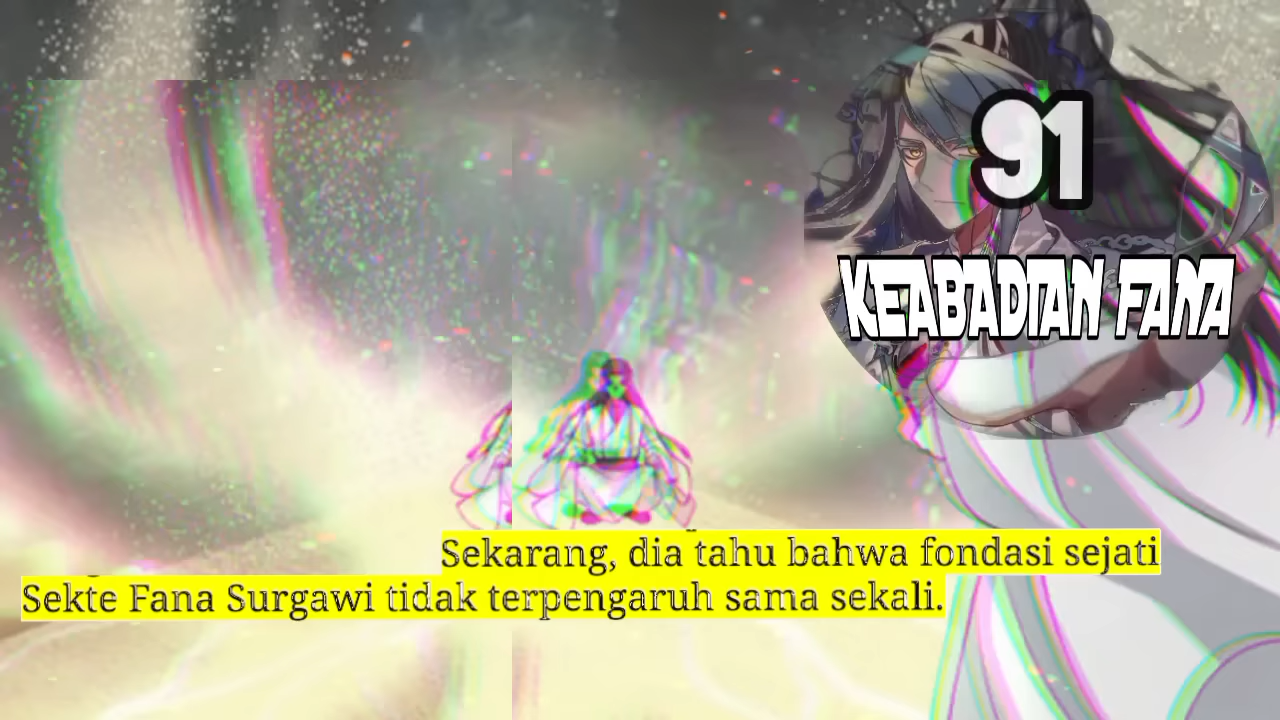 91
KEABADIAN FANA
Sekarang, dia tahu bahwa fondasi sejati
Sekte Fana Surgawi tidak terpengaruh sama sekali.